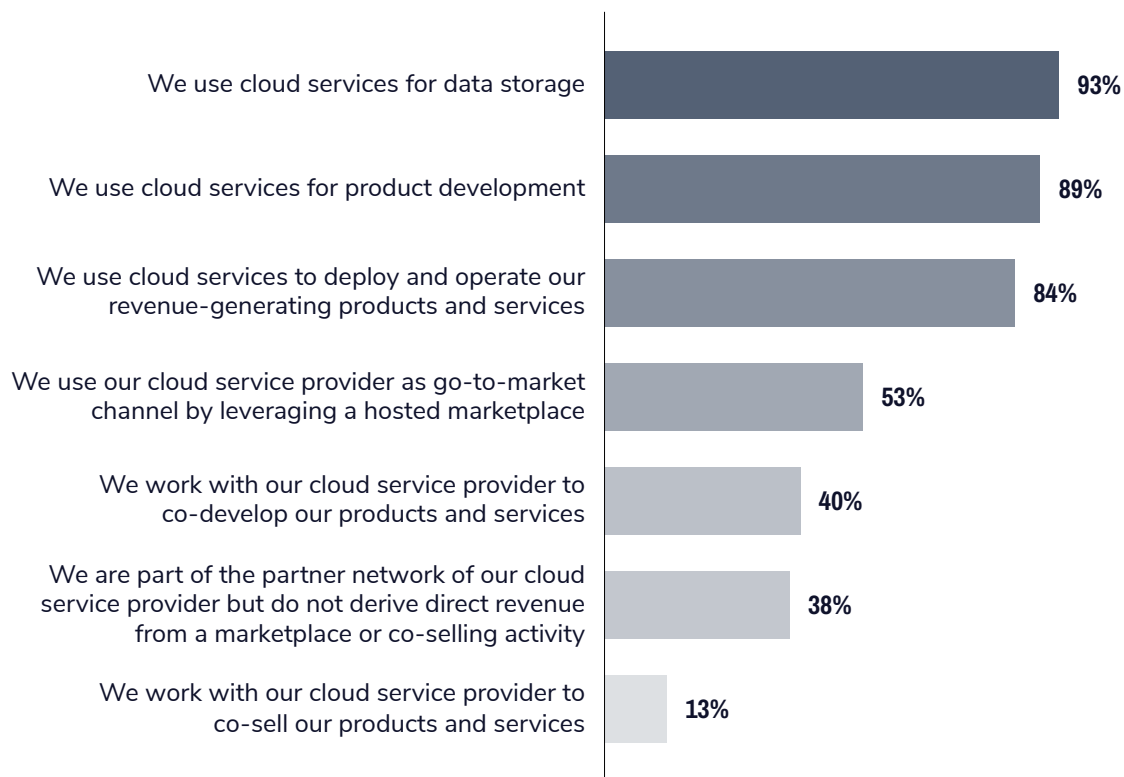 We use cloud services for data storage
93%
We use cloud services for product development
89%
We use cloud services to deploy and operate our
revenue-generating products and services
84%
We use our cloud service provider as go-to-market
channel by leveraging a hosted marketplace
53%
We work with our cloud service provider to
co-develop our products and services
40%
We are part of the partner network of our cloud
service provider but do not derive direct revenue
from a marketplace or co-selling activity
38%
We work with our cloud service provider to
co-sell our products and services
13%